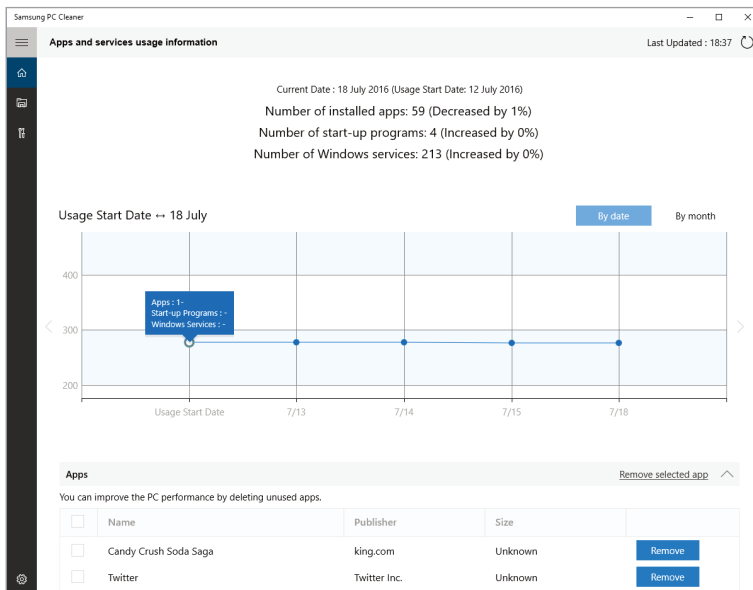 Samsung PC Cleaner
Apps and services usage information
Last Updated : 18:37
Current Date : 18 July 2016 (Usage Start Date: 12 July 2016)
Number of installed apps: 59 (Decreased by 1%)
Number of start-up programs: 4 (Increased by 0%)
Number of Windows services: 213 (Increased by 0%)
Usage Start Date ↔ 18 July
By date
By month
400
Apps : 1-
Start-up Programs : -
Windows Services : -
300
200
Usage Start Date 7/13 7/14 7/15 7/18
Apps
Remove selected app
You can improve the PC performance by deleting unused apps.
Name Publisher Size
Candy Crush Soda Saga king.com Unknown Remove
Twitter Twitter Inc. Unknown Remove